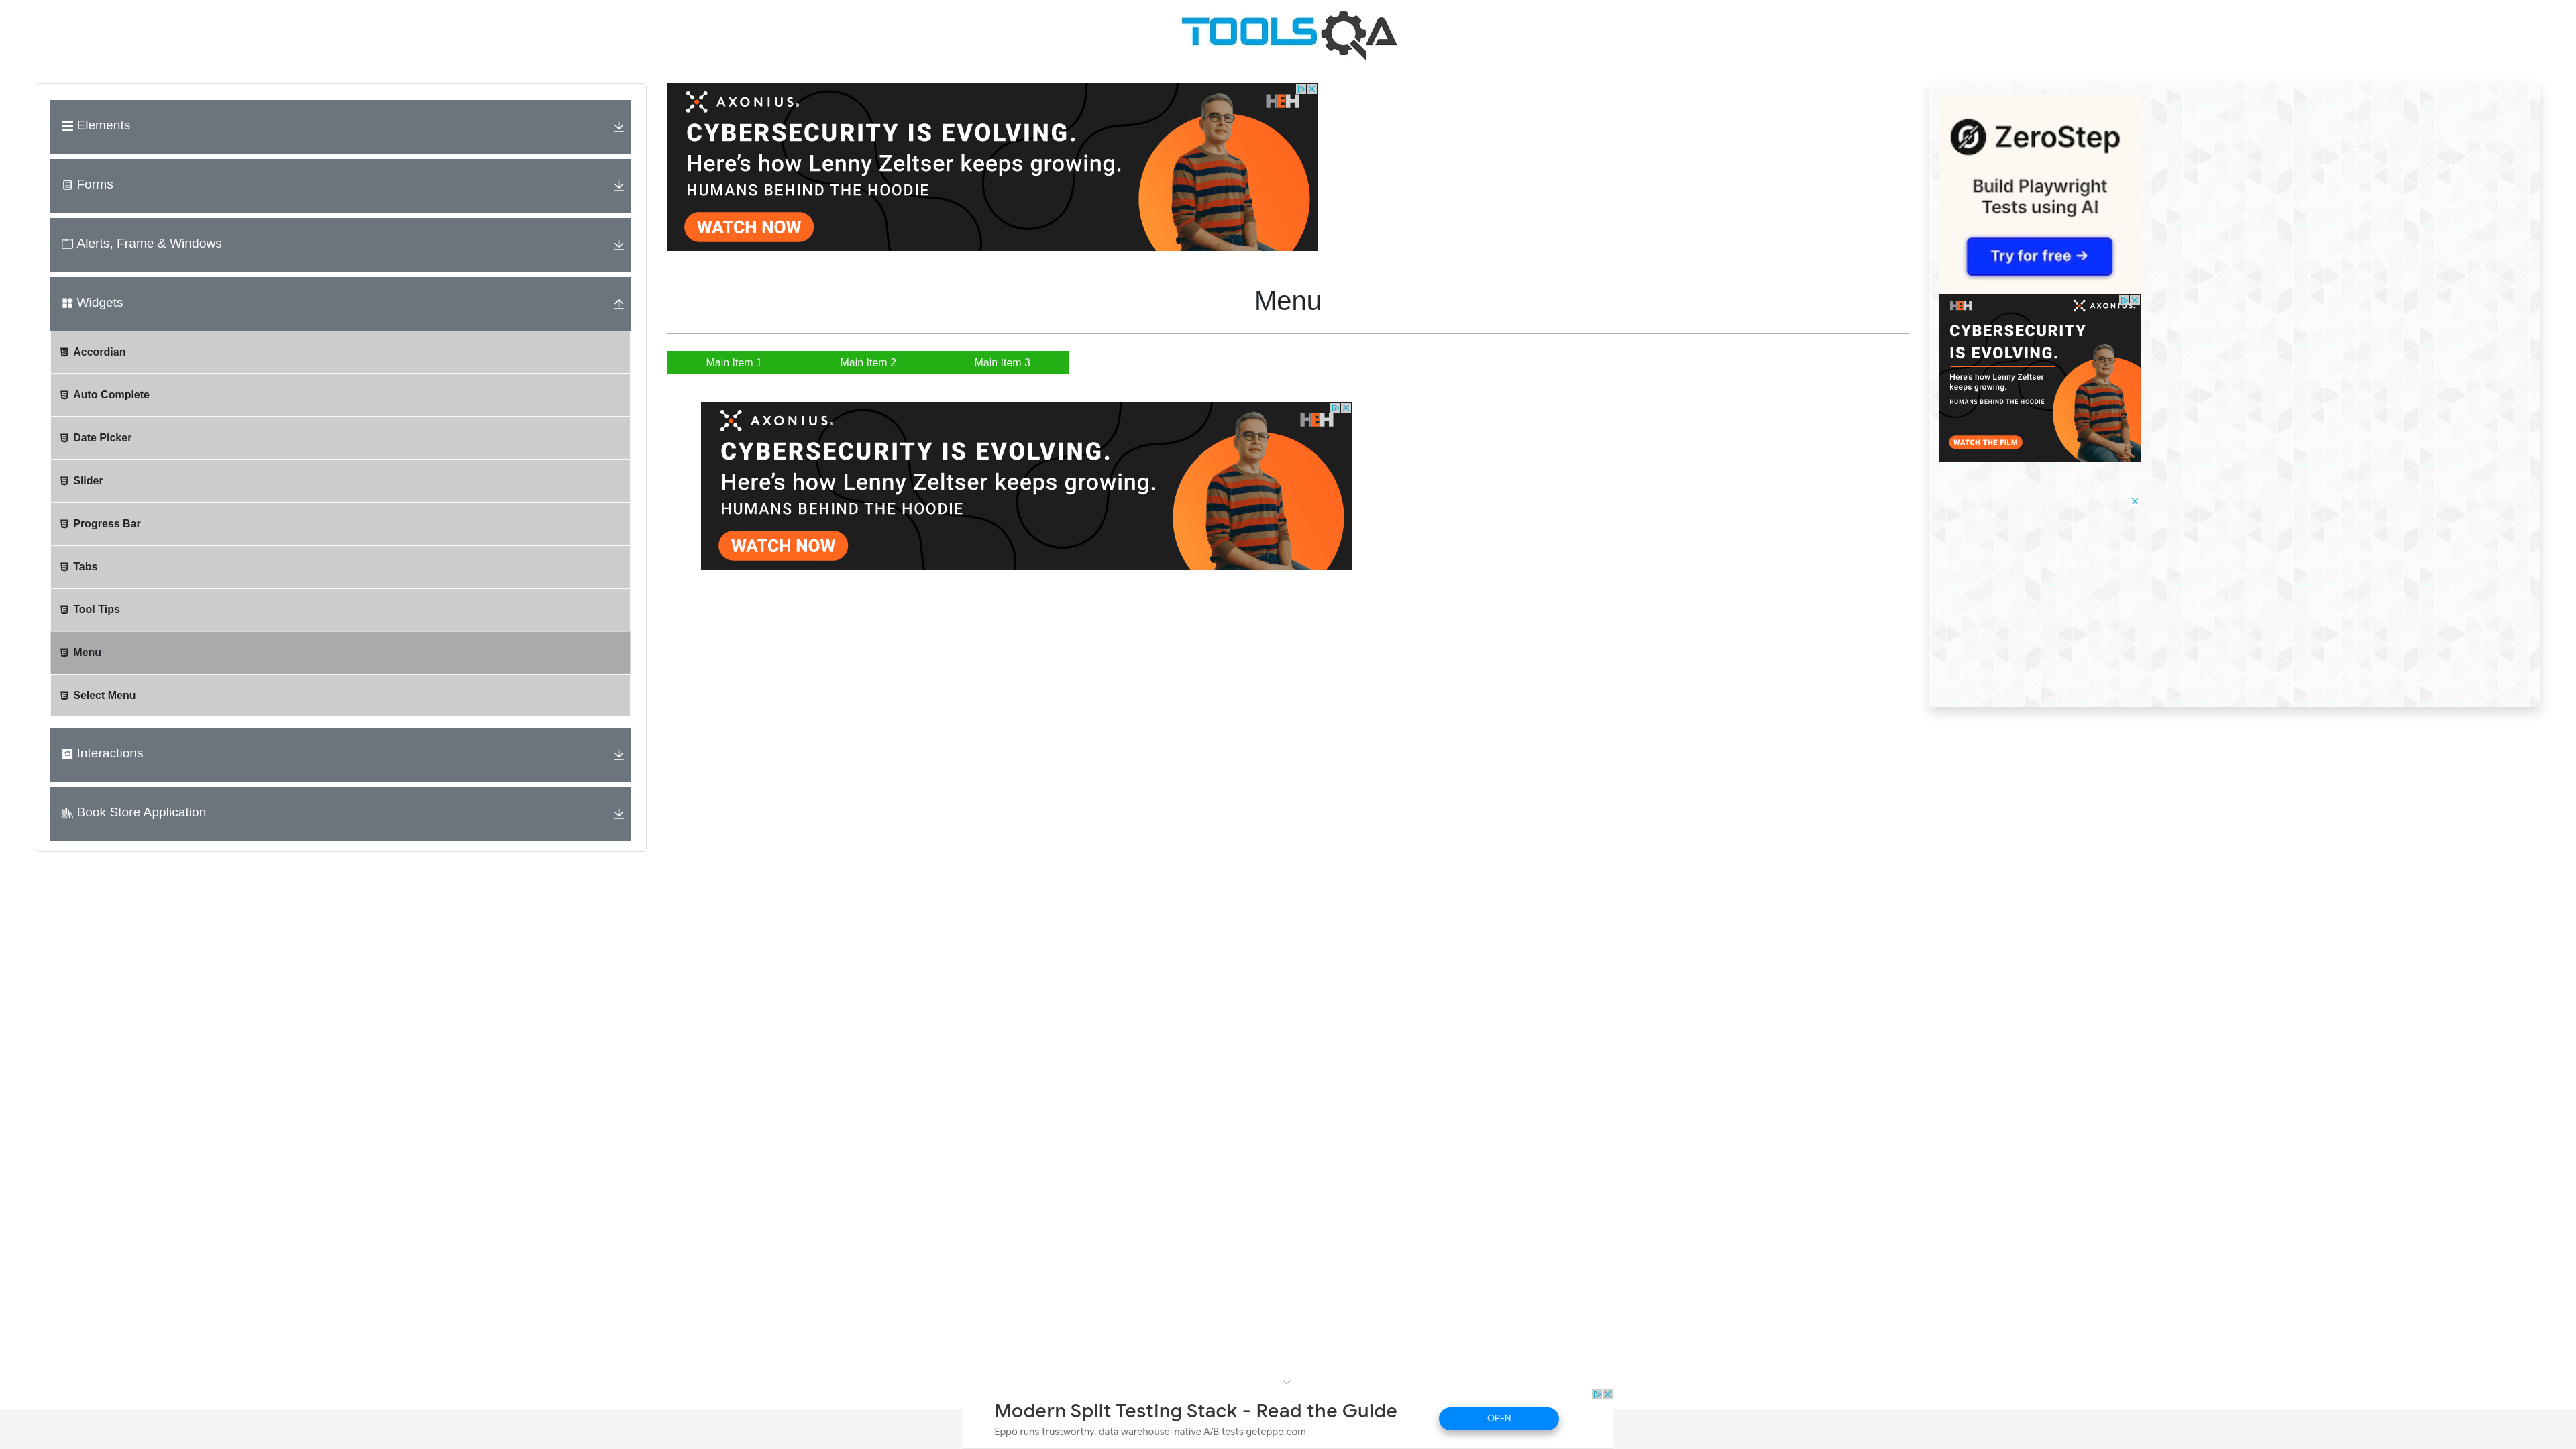 TOOLSQA
Elements
Forms
Alerts, Frame & Windows
Widgets
Accordian
Auto Complete
Date Picker
Slider
Progress Bar
Tabs
Tool Tips
Menu
Select Menu
Interactions
Book Store Application
AXONIUS.
HEH
CYBERSECURITY IS EVOLVING.
Here's how Lenny Zeltser keeps growing.
HUMANS BEHIND THE HOODIE
WATCH NOW
Menu
Main Item 1
Main Item 2
Main Item 3
AXONIUS.
HEH
CYBERSECURITY IS EVOLVING.
Here's how Lenny Zeltser keeps growing.
HUMANS BEHIND THE HOODIE
WATCH NOW
ZeroStep
Build Playwright
Tests using AI
Try for free →
HEH
AXONIUS.
CYBERSECURITY
IS EVOLVING.
Here's how Lenny Zeltser
keeps growing.
HUMANS BEHIND THE HOODIE
WATCH THE FILM
Modern Split Testing Stack - Read the Guide
Eppo runs trustworthy, data warehouse-native A/B tests geteppo.com
OPEN